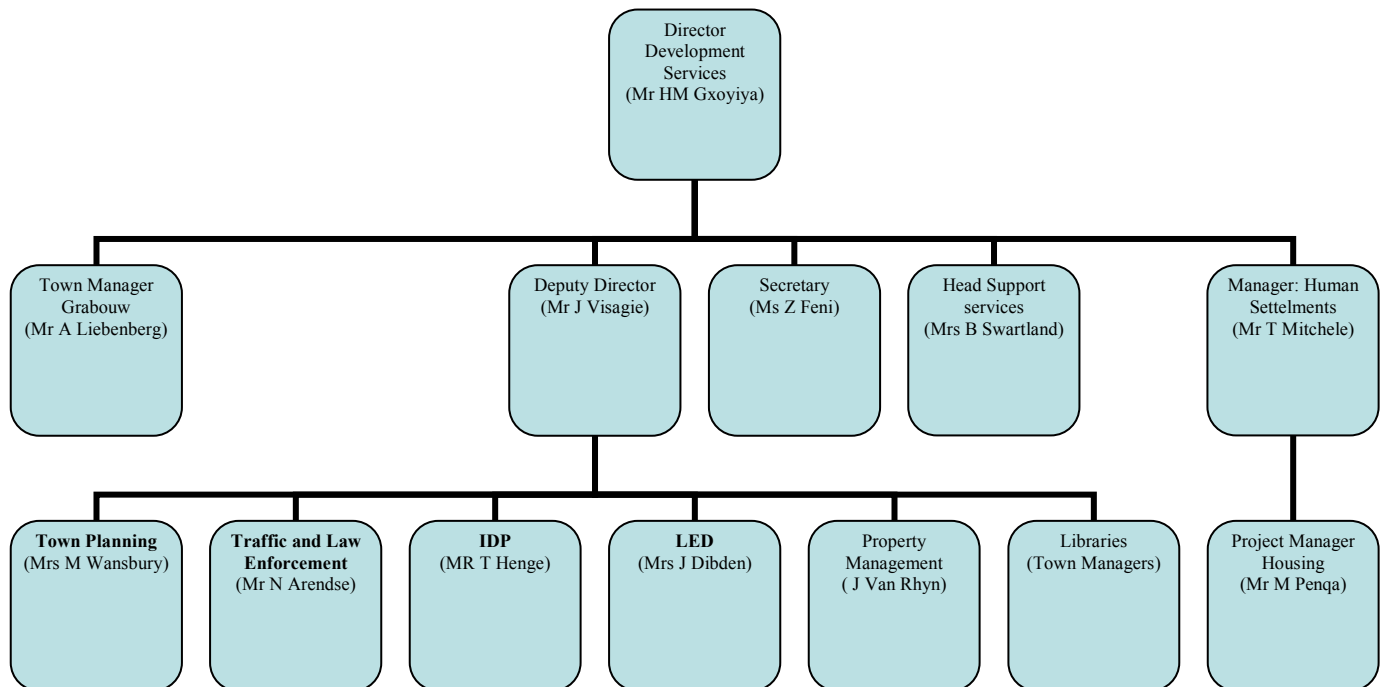 Director
Development
Services
(Mr HM Gxoyiya)
Town Manager
Grabouw
(Mr A Liebenberg)
Deputy Director
(Mr J Visagie)
Secretary
(Ms Z Feni)
Head Support
services
(Mrs B Swartland)
Manager: Human
Settelments
(Mr T Mitchele)
Town Planning
(Mrs M Wansbury)
Traffic and Law
Enforcement
(Mr N Arendse)
IDP
(MR T Henge)
LED
(Mrs J Dibden)
Property
Management
( J Van Rhyn)
Libraries
(Town Managers)
Project Manager
Housing
(Mr M Penqa)